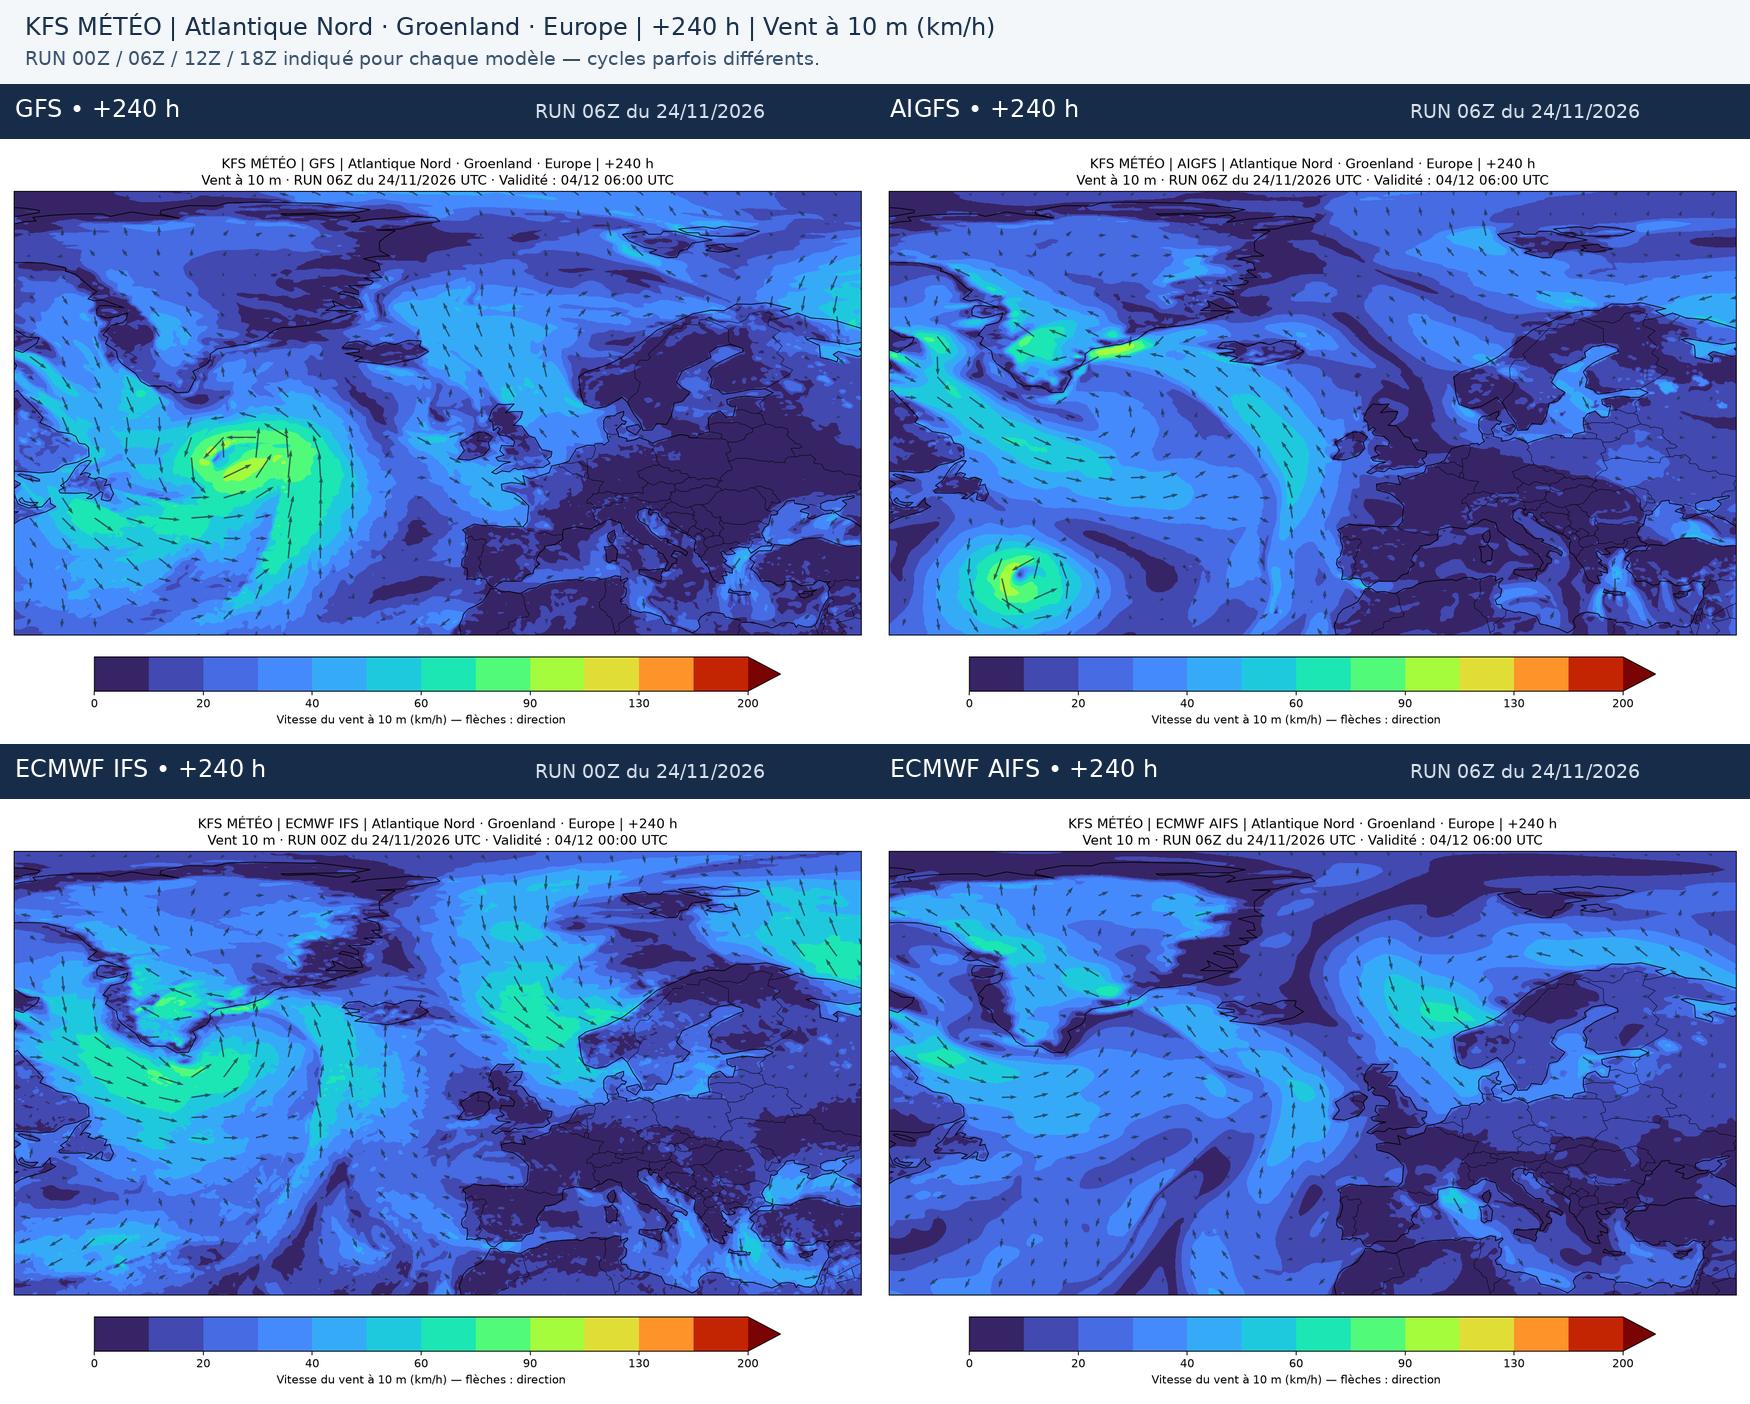 KFS MÉTÉO | Atlantique Nord · Groenland · Europe | +240 h | Vent à 10 m (km/h)
RUN 00Z / 06Z / 12Z / 18Z indiqué pour chaque modèle — cycles parfois différents.
GFS • +240 h
RUN 06Z du 24/11/2026
KFS MÉTÉO | GFS | Atlantique Nord · Groenland · Europe | +240 h
Vent à 10 m · RUN 06Z du 24/11/2026 UTC · Validité : 04/12 06:00 UTC
0 20 40 60 90 130 200
Vitesse du vent à 10 m (km/h) — flèches : direction
AIGFS • +240 h
RUN 06Z du 24/11/2026
KFS MÉTÉO | AIGFS | Atlantique Nord · Groenland · Europe | +240 h
Vent à 10 m · RUN 06Z du 24/11/2026 UTC · Validité : 04/12 06:00 UTC
0 20 40 60 90 130 200
Vitesse du vent à 10 m (km/h) — flèches : direction
ECMWF IFS • +240 h
RUN 00Z du 24/11/2026
KFS MÉTÉO | ECMWF IFS | Atlantique Nord · Groenland · Europe | +240 h
Vent 10 m · RUN 00Z du 24/11/2026 UTC · Validité : 04/12 00:00 UTC
0 20 40 60 90 130 200
Vitesse du vent à 10 m (km/h) — flèches : direction
ECMWF AIFS • +240 h
RUN 06Z du 24/11/2026
KFS MÉTÉO | ECMWF AIFS | Atlantique Nord · Groenland · Europe | +240 h
Vent 10 m · RUN 06Z du 24/11/2026 UTC · Validité : 04/12 06:00 UTC
0 20 40 60 90 130 200
Vitesse du vent à 10 m (km/h) — flèches : direction